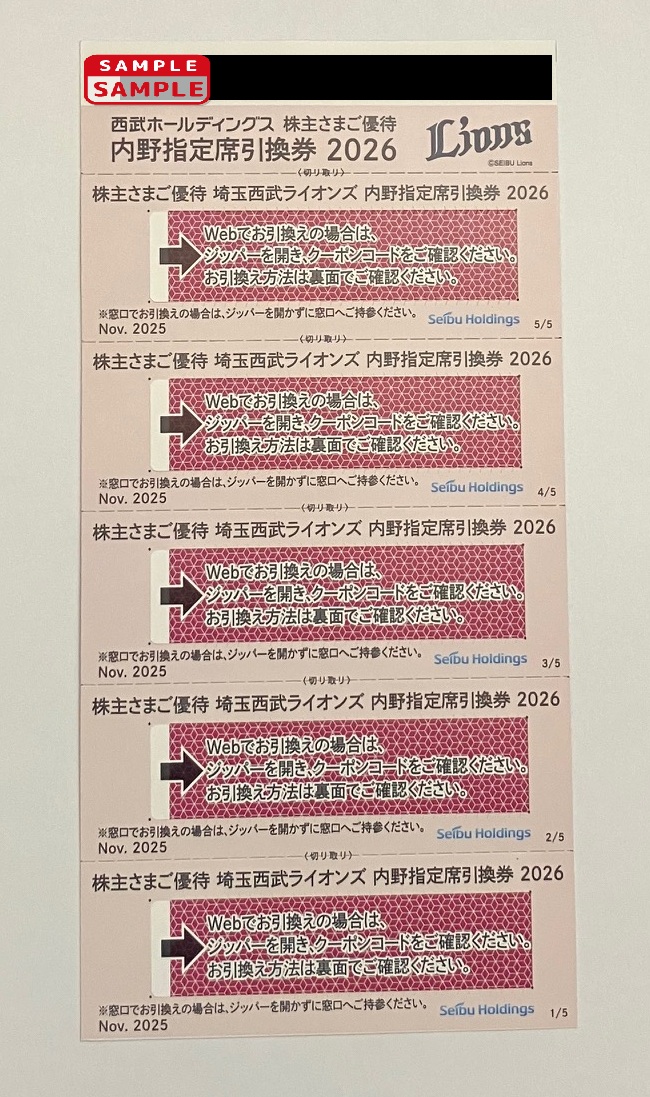 SAMPLE
SAMPLE
西武ホールディングス 株主さまご優待
内野指定席引換券 2026
Lions
©SEIBU Lions
(切り取り)
株主さまご優待 埼玉西武ライオンズ 内野指定席引換券 2026
Webでお引換えの場合は、
ジッパーを開き、クーポンコードをご確認ください。
お引換え方法は裏面でご確認ください。
※窓口でお引換えの場合は、ジッパーを開かずに窓口へご持参ください。
Nov. 2025
Seibu Holdings
5/5
(切り取り)
株主さまご優待 埼玉西武ライオンズ 内野指定席引換券 2026
Webでお引換えの場合は、
ジッパーを開き、クーポンコードをご確認ください。
お引換え方法は裏面でご確認ください。
※窓口でお引換えの場合は、ジッパーを開かずに窓口へご持参ください。
Nov. 2025
Seibu Holdings
4/5
(切り取り)
株主さまご優待 埼玉西武ライオンズ 内野指定席引換券 2026
Webでお引換えの場合は、
ジッパーを開き、クーポンコードをご確認ください。
お引換え方法は裏面でご確認ください。
※窓口でお引換えの場合は、ジッパーを開かずに窓口へご持参ください。
Nov. 2025
Seibu Holdings
3/5
(切り取り)
株主さまご優待 埼玉西武ライオンズ 内野指定席引換券 2026
Webでお引換えの場合は、
ジッパーを開き、クーポンコードをご確認ください。
お引換え方法は裏面でご確認ください。
※窓口でお引換えの場合は、ジッパーを開かずに窓口へご持参ください。
Nov. 2025
Seibu Holdings
2/5
(切り取り)
株主さまご優待 埼玉西武ライオンズ 内野指定席引換券 2026
Webでお引換えの場合は、
ジッパーを開き、クーポンコードをご確認ください。
お引換え方法は裏面でご確認ください。
※窓口でお引換えの場合は、ジッパーを開かずに窓口へご持参ください。
Nov. 2025
Seibu Holdings
1/5